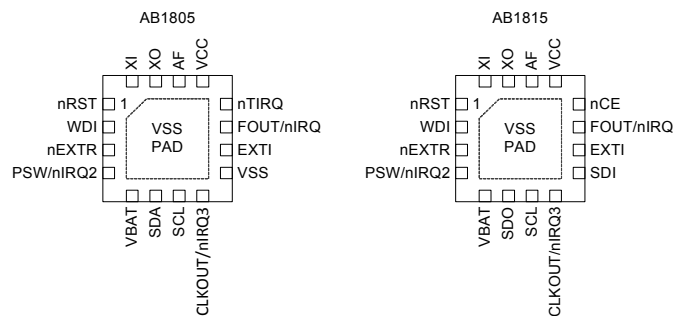 AB1805
XI
XO
AF
VCC
nRST
1
nTIRQ
WDI
VSS
PAD
FOUT/nIRQ
nEXTR
EXTI
PSW/nIRQ2
VSS
VBAT
SDA
SCL
CLKOUT/nIRQ3
AB1815
XI
XO
AF
VCC
nRST
1
nCE
WDI
VSS
PAD
FOUT/nIRQ
nEXTR
EXTI
PSW/nIRQ2
SDI
VBAT
SDO
SCL
CLKOUT/nIRQ3